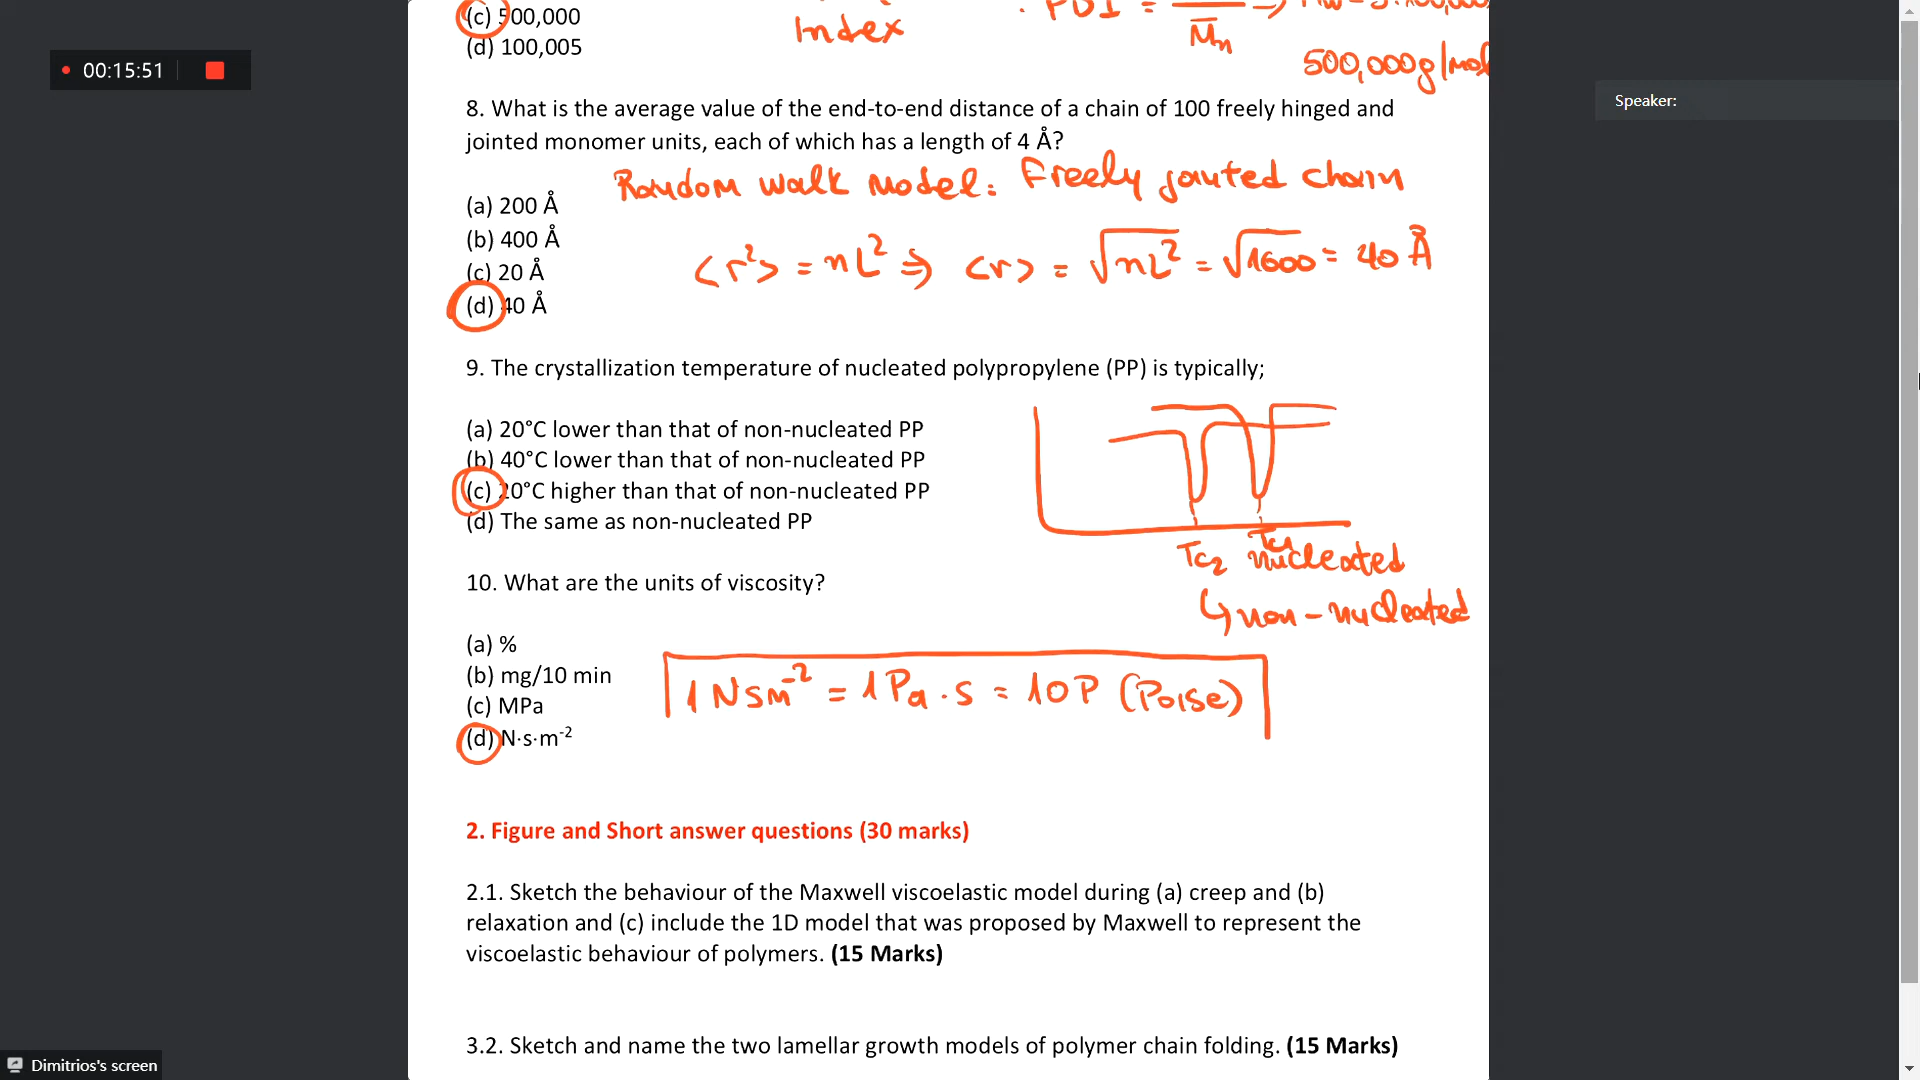 (c) 500,000
Index
PDI =
Mn
(d) 100,005
500,000g/mol
00:15:51
Speaker:
8. What is the average value of the end-to-end distance of a chain of 100 freely hinged and
jointed monomer units, each of which has a length of 4 Å?
Random walk model: Freely jointed chain
(a) 200 Å
(b) 400 Å
<r²> = nL² => <r> = √nL² = √1600 = 40 Å
(c) 20 Å
(d) 40 Å
9. The crystallization temperature of nucleated polypropylene (PP) is typically;
(a) 20°C lower than that of non-nucleated PP
(b) 40°C lower than that of non-nucleated PP
(c) 20°C higher than that of non-nucleated PP
(d) The same as non-nucleated PP
Tc1
Tc2 nucleated
10. What are the units of viscosity?
non-nucleated
(a) %
(b) mg/10 min
1 Nsm⁻² = 1Pa.s = 10P (Poise)
(c) MPa
(d) N·s·m⁻²
2. Figure and Short answer questions (30 marks)
2.1. Sketch the behaviour of the Maxwell viscoelastic model during (a) creep and (b)
relaxation and (c) include the 1D model that was proposed by Maxwell to represent the
viscoelastic behaviour of polymers. (15 Marks)
3.2. Sketch and name the two lamellar growth models of polymer chain folding. (15 Marks)
Dimitrios's screen